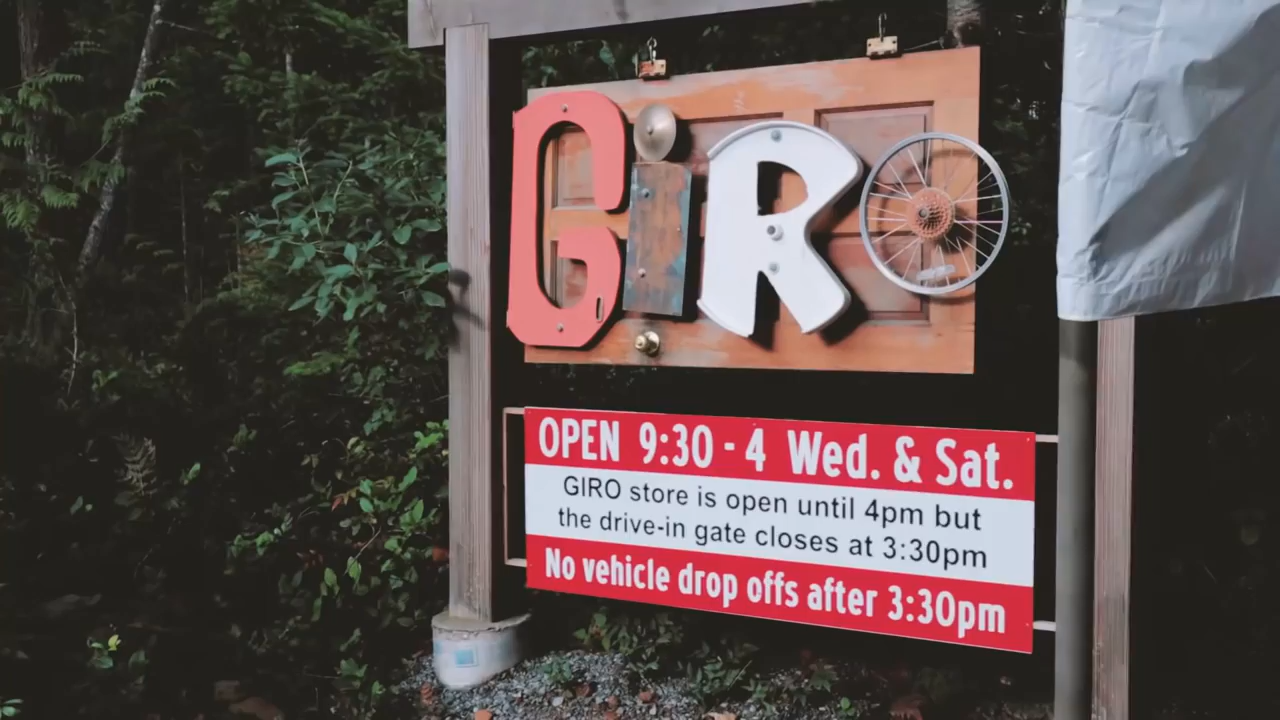 GiRO
OPEN 9:30 - 4 Wed. & Sat.
GIRO store is open until 4pm but
the drive-in gate closes at 3:30pm
No vehicle drop offs after 3:30pm